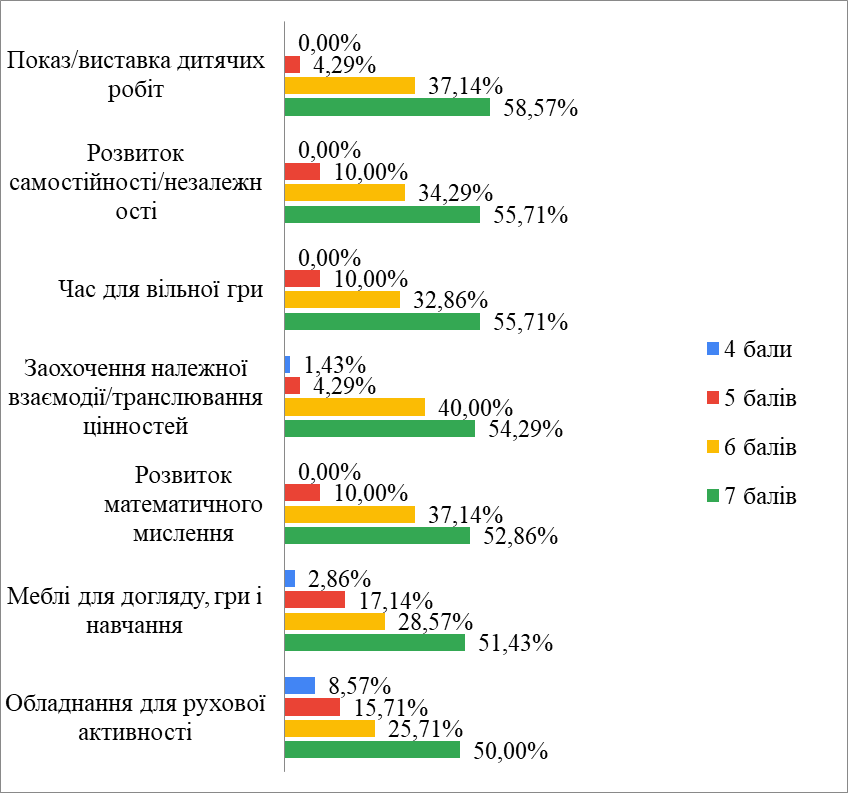 Показ/виставка дитячих
робіт
0,00%
4,29%
37,14%
58,57%
Розвиток
самостійності/незалежн
ості
0,00%
10,00%
34,29%
55,71%
Час для вільної гри
0,00%
10,00%
32,86%
55,71%
Заохочення належної
взаємодії/транслювання
цінностей
1,43%
4,29%
40,00%
54,29%
Розвиток
математичного
мислення
0,00%
10,00%
37,14%
52,86%
Меблі для догляду, гри і
навчання
2,86%
17,14%
28,57%
51,43%
Обладнання для рухової
активності
8,57%
15,71%
25,71%
50,00%
4 бали
5 балів
6 балів
7 балів